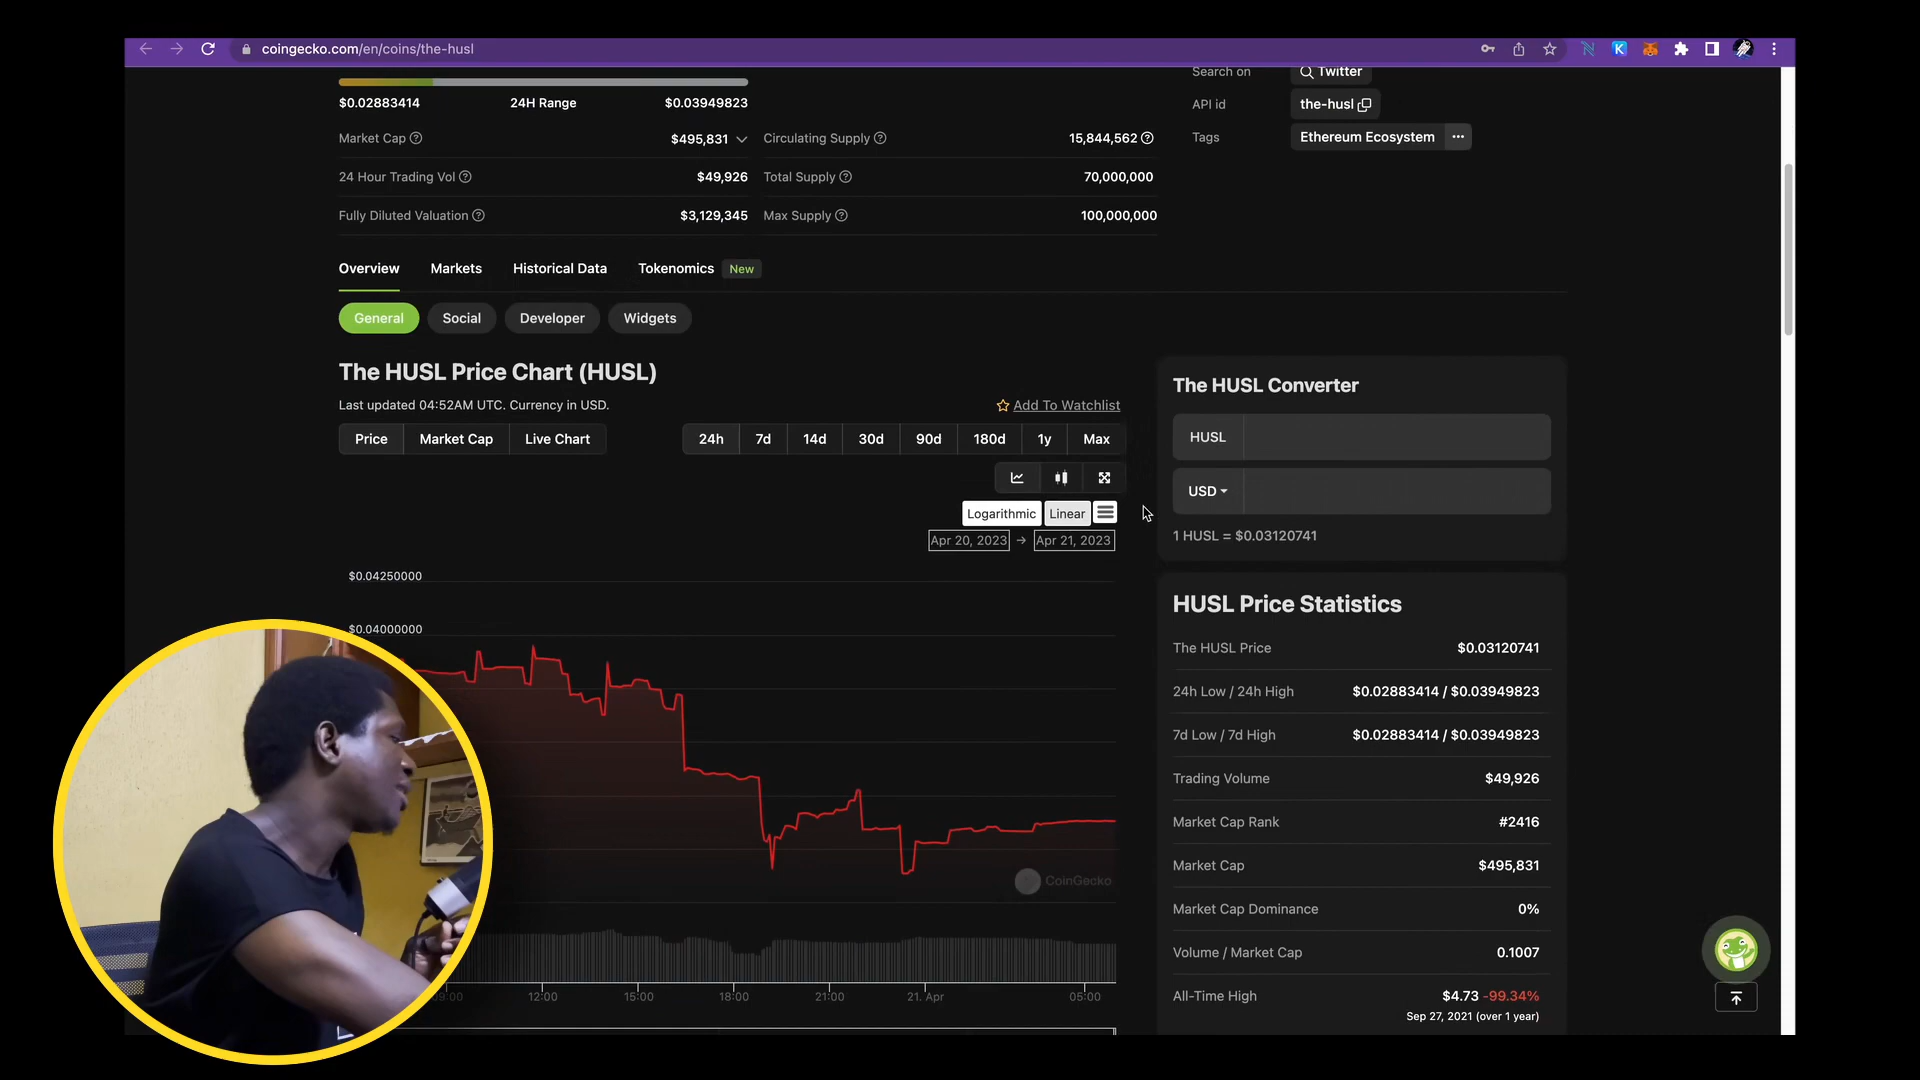 coingecko.com/en/coins/the-husl
K
Search on Twitter
$0.02883414 24H Range $0.03949823
API id the-husl
Market Cap $495,831 Circulating Supply 15,844,562
Tags Ethereum Ecosystem
24 Hour Trading Vol $49,926 Total Supply 70,000,000
Fully Diluted Valuation $3,129,345 Max Supply 100,000,000
Overview Markets Historical Data Tokenomics New
General Social Developer Widgets
The HUSL Price Chart (HUSL)
Last updated 04:52AM UTC. Currency in USD.
Add To Watchlist
Price Market Cap Live Chart 24h 7d 14d 30d 90d 180d 1y Max
Logarithmic Linear
Apr 20, 2023 → Apr 21, 2023
$0.04250000
$0.04000000
CoinGecko
09:00 12:00 15:00 18:00 21:00 21. Apr 05:00
The HUSL Converter
HUSL
USD
1 HUSL = $0.03120741
HUSL Price Statistics
The HUSL Price $0.03120741
24h Low / 24h High $0.02883414 / $0.03949823
7d Low / 7d High $0.02883414 / $0.03949823
Trading Volume $49,926
Market Cap Rank #2416
Market Cap $495,831
Market Cap Dominance 0%
Volume / Market Cap 0.1007
All-Time High $4.73 -99.34%
Sep 27, 2021 (over 1 year)